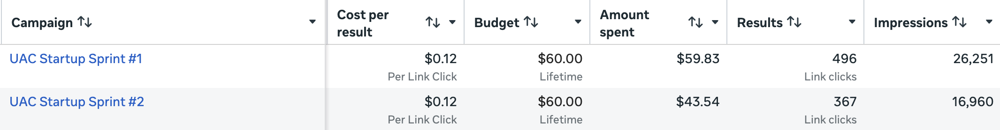 Campaign
Cost per result
Budget
Amount spent
Results
Impressions
UAC Startup Sprint #1
$0.12
$60.00
$59.83
496
26,251
Per Link Click
Lifetime
Link clicks
UAC Startup Sprint #2
$0.12
$60.00
$43.54
367
16,960
Per Link Click
Lifetime
Link clicks